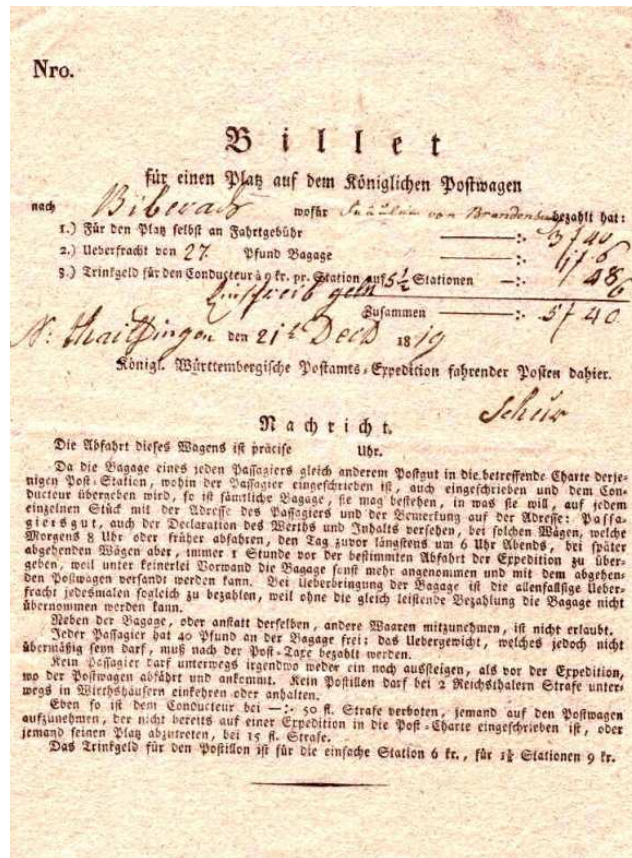 Nro.
Billet
für einen Platz auf dem Königlichen Postwagen
nach Biberach wofür Fräulein von Brandenburg bezahlt hat:
1.) Für den Platz selbst an Fahrtgebühr —:- 3 f 40
2.) Ueberfracht von 27 Pfund Bagage —:- 1 f 6
3.) Trinkgeld für den Conducteur à 9 kr. pr. Station auf 5½ Stationen —:- 48
Einschreib geld 6
Zusammen —:- 5 f 40
den 21t Decb 1819
Königl. Württembergische Postamts-Expedition fahrender Posten dahier.
Nachricht.
Die Abfahrt dieses Wagens ist präcise Uhr.
Da die Bagage eines jeden Passagiers gleich anderem Postgut in die betreffende Charte derje-
nigen Post-Station, wohin der Passagier eingeschrieben ist, auch eingeschrieben und dem Con-
ducteur übergeben wird, so ist sämtliche Bagage, sie mag bestehen, in was sie will, auf jedem
einzelnen Stück mit der Adresse des Passagiers und der Bemerkung auf der Adresse: Passa-
giersgut, auch der Declaration des Werths und Inhalts versehen, bei solchen Wägen, welche
Morgens 8 Uhr oder früher abfahren, den Tag zuvor längstens um 6 Uhr Abends, bei später
abgehenden Wägen aber, immer 1 Stunde vor der bestimmten Abfahrt der Expedition zu über-
geben, weil unter keinerlei Vorwand die Bagage sonst mehr angenommen und mit dem abgehen-
den Postwagen versandt werden kann. Bei Ueberbringung der Bagage ist die allenfallsige Ueber-
fracht jedesmalen sogleich zu bezahlen, weil ohne die gleich leistende Bezahlung die Bagage nicht
übernommen werden kann.
Neben der Bagage, oder anstatt derselben, andere Waaren mitzunehmen, ist nicht erlaubt.
Jeder Passagier hat 40 Pfund an der Bagage frei: das Uebergewicht, welches jedoch nicht
übermäßig seyn darf, muß nach der Post-Taxe bezahlt werden.
Kein Passagier darf unterwegs irgendwo weder ein noch aussteigen, als vor der Expedition,
wo der Postwagen abfährt und ankommt. Kein Postillon darf bei 2 Reichsthalern Strafe unter-
wegs in Wirthshäusern einkehren oder anhalten.
Eben so ist dem Conducteur bei —:- 50 fl. Strafe verboten, jemand auf den Postwagen
aufzunehmen, der nicht bereits auf einer Expedition in die Post-Charte eingeschrieben ist, oder
jemand seinen Platz abzutreten, bei 15 fl. Strafe.
Das Trinkgeld für den Postillon ist für die einfache Station 6 kr., für 1½ Stationen 9 kr.